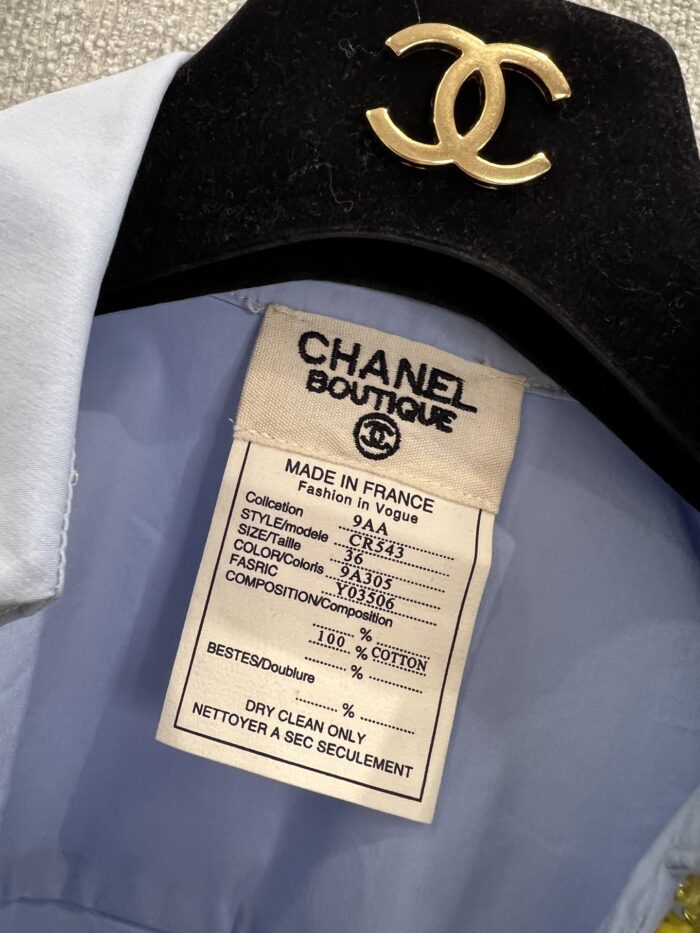 CHANEL
BOUTIQUE
MADE IN FRANCE
Fashion in Vogue
Collcetion 9AA
STYLE/modele CR543
SIZE/Taille 36
COLOR/Coloris 9A305
FASRIC Y03506
COMPOSITION/Composition
%
100 % COTTON
%
BESTES/Doublure
%
DRY CLEAN ONLY
NETTOYER A SEC SECULEMENT